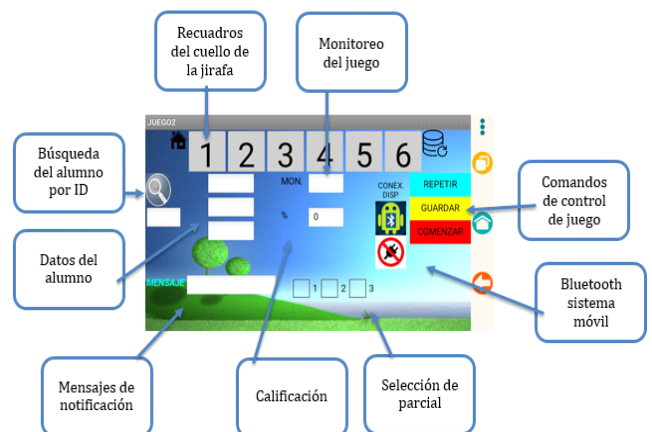 Recuadros
del cuello de
la jirafa
Monitoreo
del juego
JUEGO2
1 2 3 4 5 6
Búsqueda
del alumno
por ID
MON.
CONEX.
DISP.
REPETIR
GUARDAR
COMENZAR
Comandos
de control
de juego
% 0
Datos del
alumno
MENSAJE
1 2 3
Bluetooth
sistema
móvil
Mensajes de
notificación
Calificación
Selección de
parcial